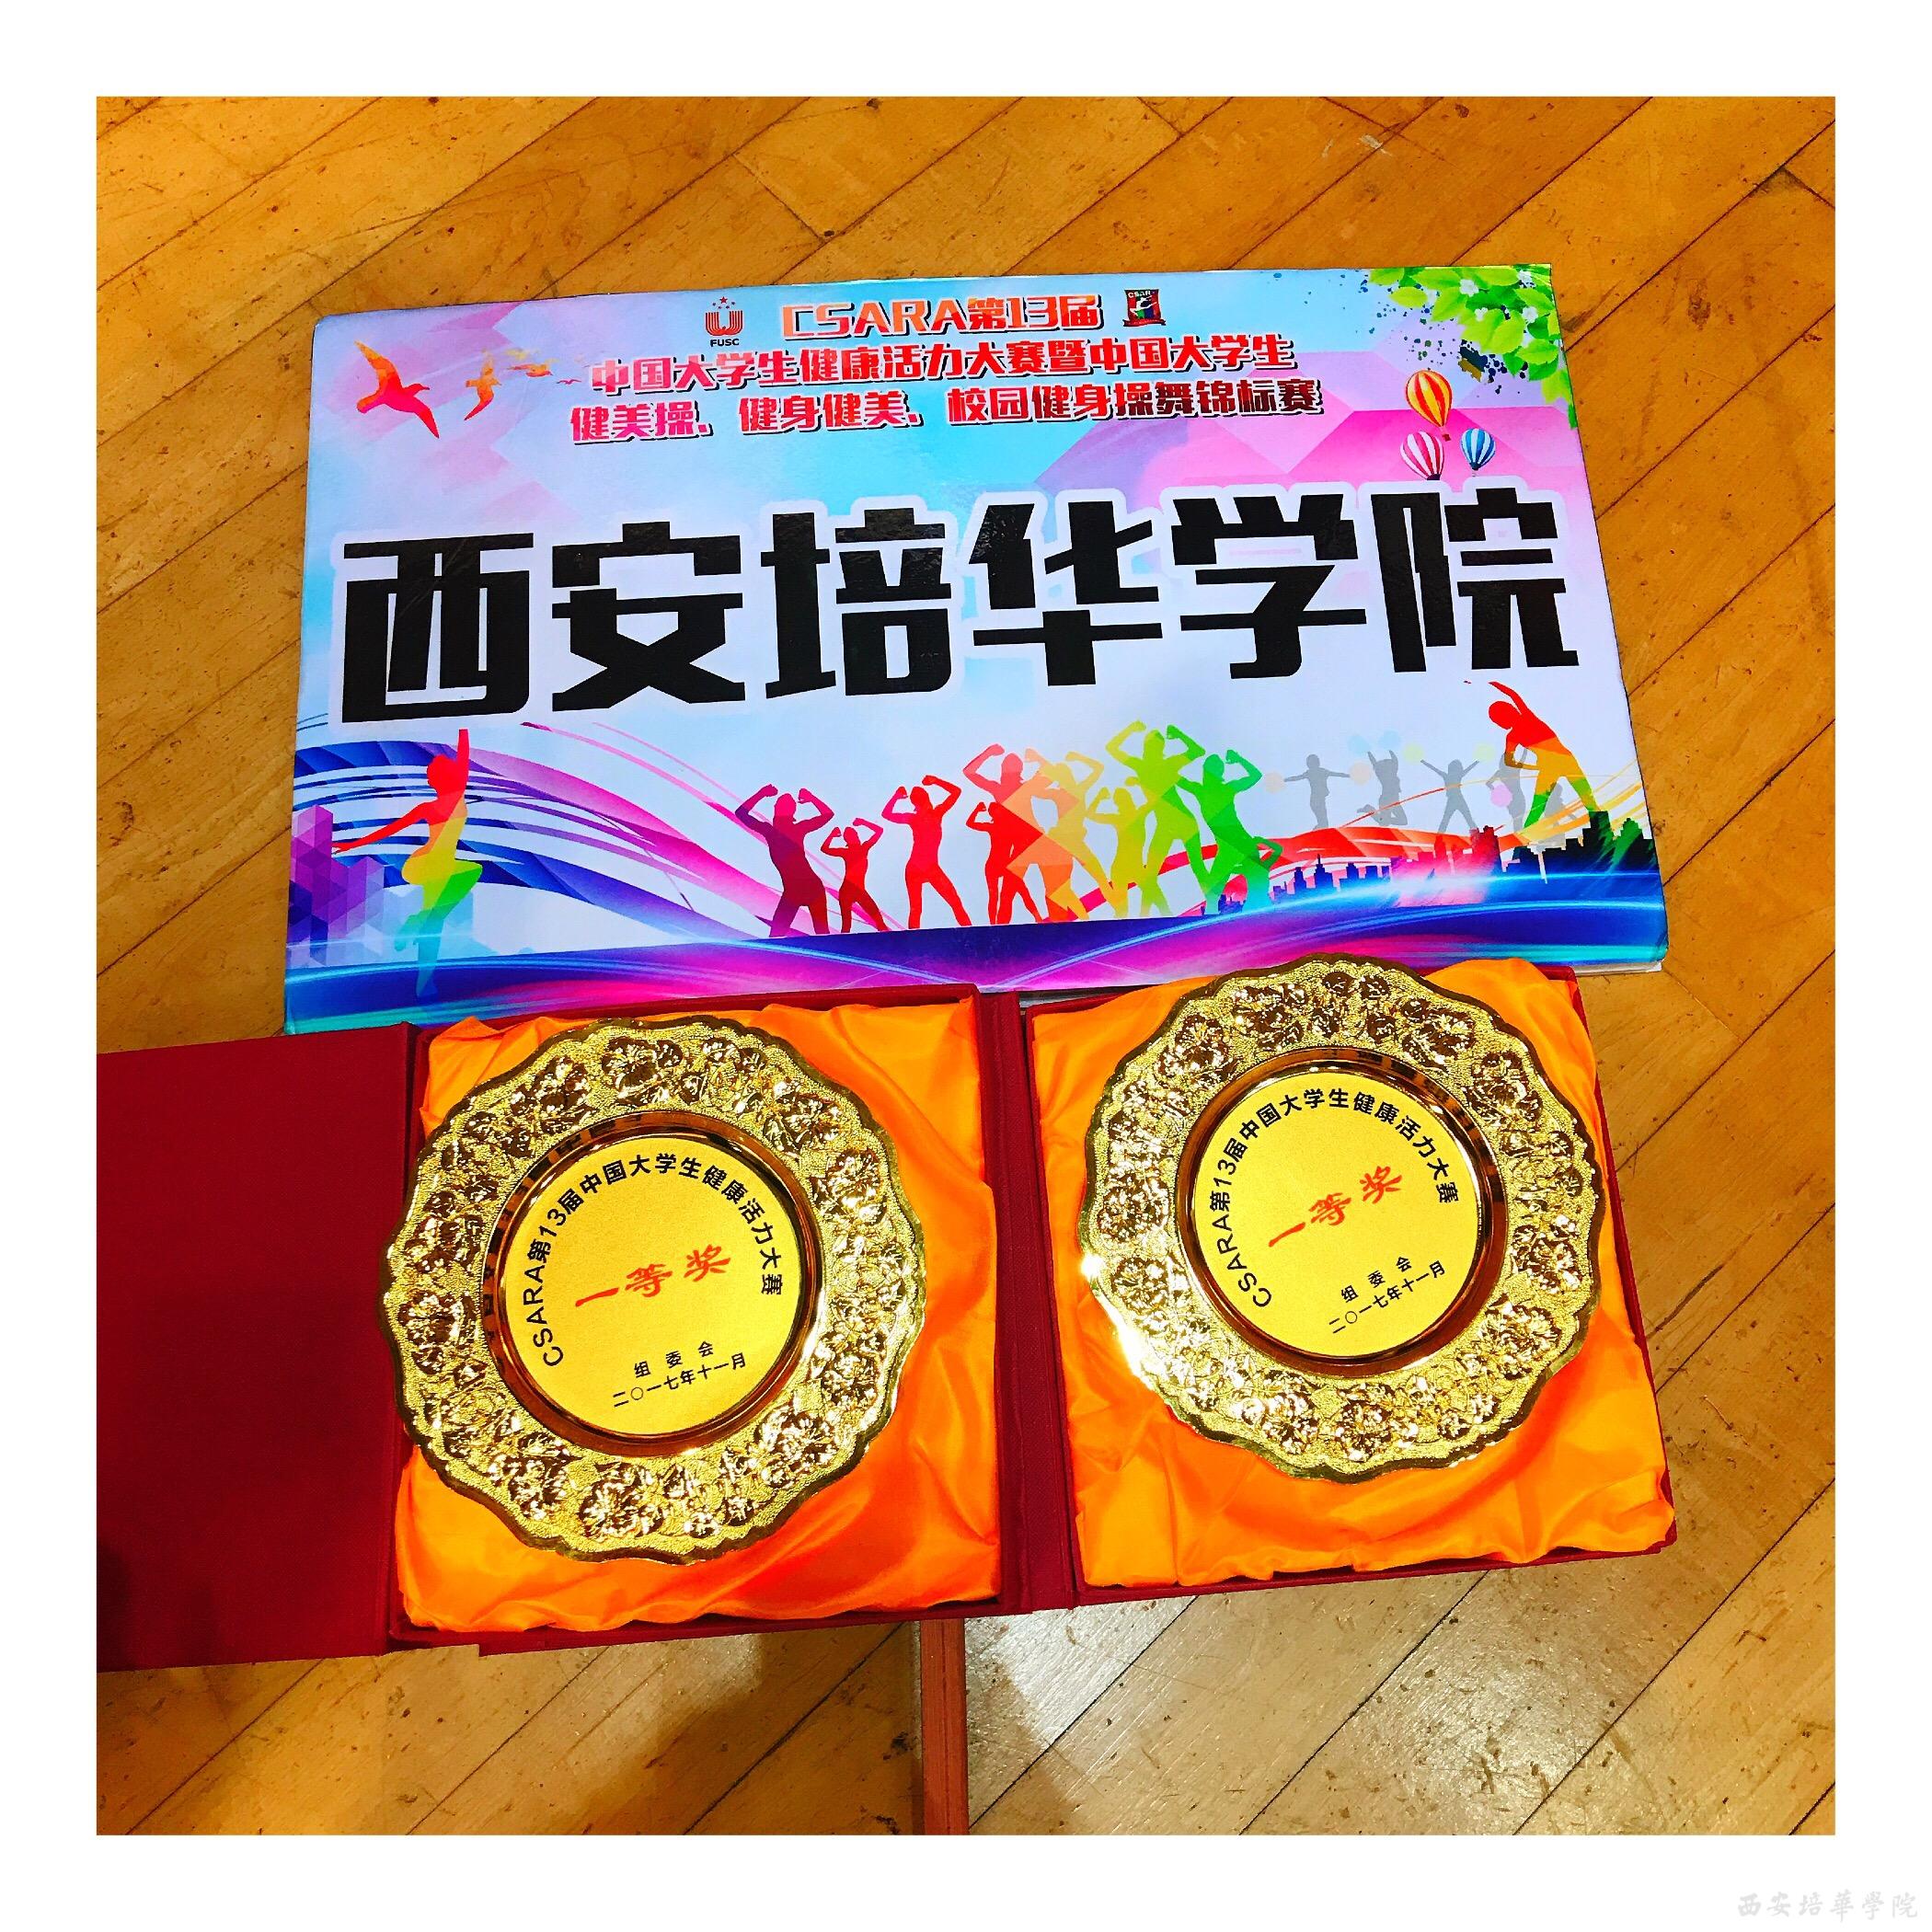 FUSC
CSARA第13届
CSAR
中国大学生健康活力大赛暨中国大学生
健美操、健身健美、校园健身操舞锦标赛
西安培华学院
CSARA第13届中国大学生健康活力大赛
一等奖
组委会
二〇一七年十一月
CSARA第13届中国大学生健康活力大赛
一等奖
组委会
二〇一七年十一月
西安培華學院